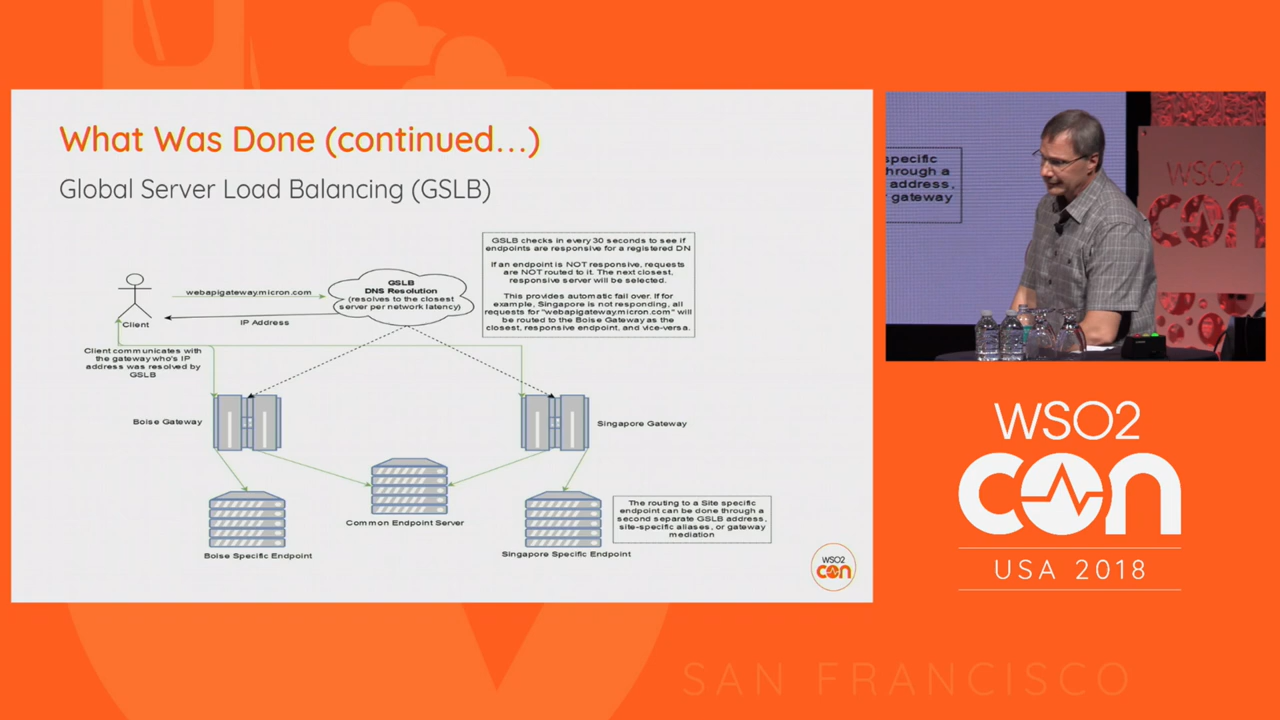 What Was Done (continued...)
Global Server Load Balancing (GSLB)
GSLB checks in every 30 seconds to see if
endpoints are responsive for a registered DN
If an endpoint is NOT responsive, requests
are NOT routed to it. The next closest,
responsive server will be selected.
This provides automatic fail over. If for
example, Singapore is not responding, all
requests for "webapigateway.micron.com" will
be routed to the Boise Gateway as the
closest, responsive endpoint, and vice-versa.
GSLB
DNS Resolution
(resolves to the closest
server per network latency)
webapigateway.micron.com
IP Address
Client
Client communicates with
the gateway who's IP
address was resolved by
GSLB
Boise Gateway
Singapore Gateway
Common Endpoint Server
Boise Specific Endpoint
Singapore Specific Endpoint
The routing to a Site specific
endpoint can be done through a
second separate GSLB address,
site-specific aliases, or gateway
mediation
WSO2
con
specific
hrough a
address,
gateway
WSO2
con
WSO2
con
USA 2018
SAN FRANCISCO